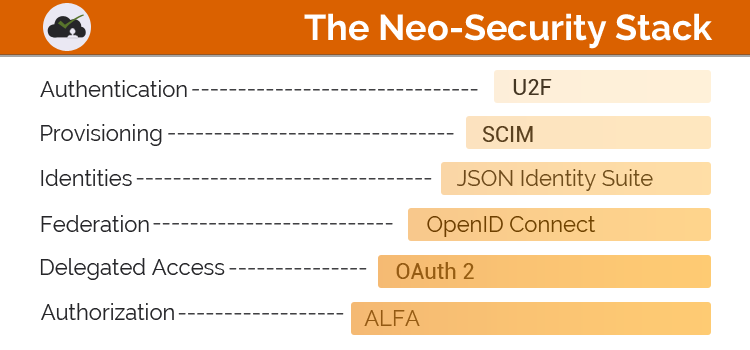 The Neo-Security Stack
Authentication U2F
Provisioning SCIM
Identities JSON Identity Suite
Federation OpenID Connect
Delegated Access OAuth 2
Authorization ALFA